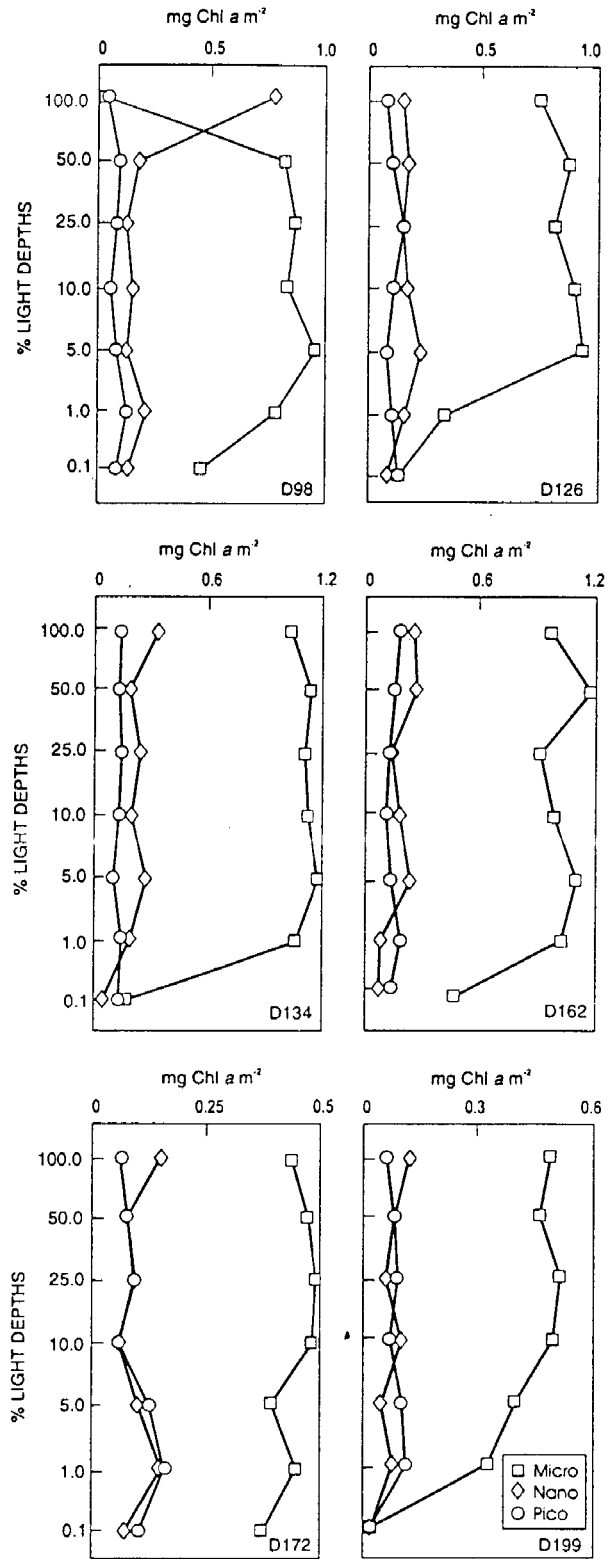 mg Chl a m⁻² mg Chl a m⁻²
0 0.5 1.0 0 0.5 1.0
100.0
50.0
25.0
10.0
5.0
1.0
0.1
% LIGHT DEPTHS
D98 D126
mg Chl a m⁻² mg Chl a m⁻²
0 0.6 1.2 0 0.6 1.2
100.0
50.0
25.0
10.0
5.0
1.0
0.1
% LIGHT DEPTHS
D134 D162
mg Chl a m⁻² mg Chl a m⁻²
0 0.25 0.5 0 0.3 0.6
100.0
50.0
25.0
10.0
5.0
1.0
0.1
% LIGHT DEPTHS
Micro
Nano
Pico
D172 D199